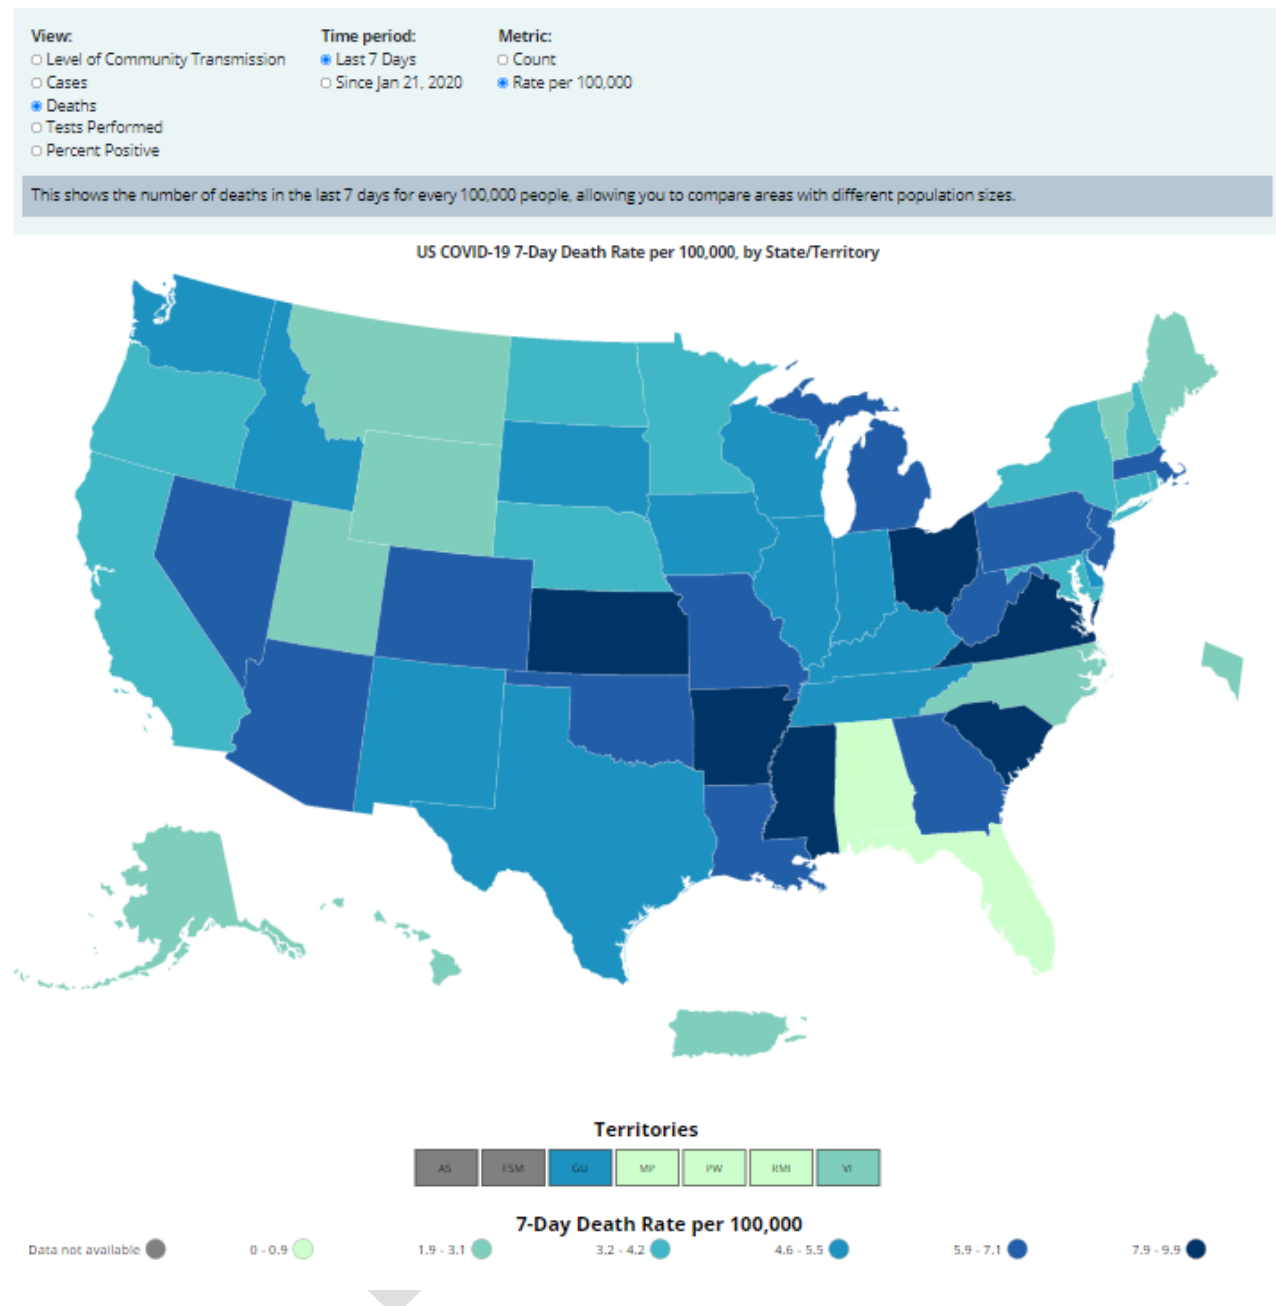 View:
Time period:
Metric:
Level of Community Transmission
Last 7 Days
Count
Cases
Since Jan 21, 2020
Rate per 100,000
Deaths
Tests Performed
Percent Positive
This shows the number of deaths in the last 7 days for every 100,000 people, allowing you to compare areas with different population sizes.
US COVID-19 7-Day Death Rate per 100,000, by State/Territory
Territories
AS FSM GU MP PW RMI VI
7-Day Death Rate per 100,000
Data not available 0 - 0.9 1.9 - 3.1 3.2 - 4.2 4.6 - 5.5 5.9 - 7.1 7.9 - 9.9